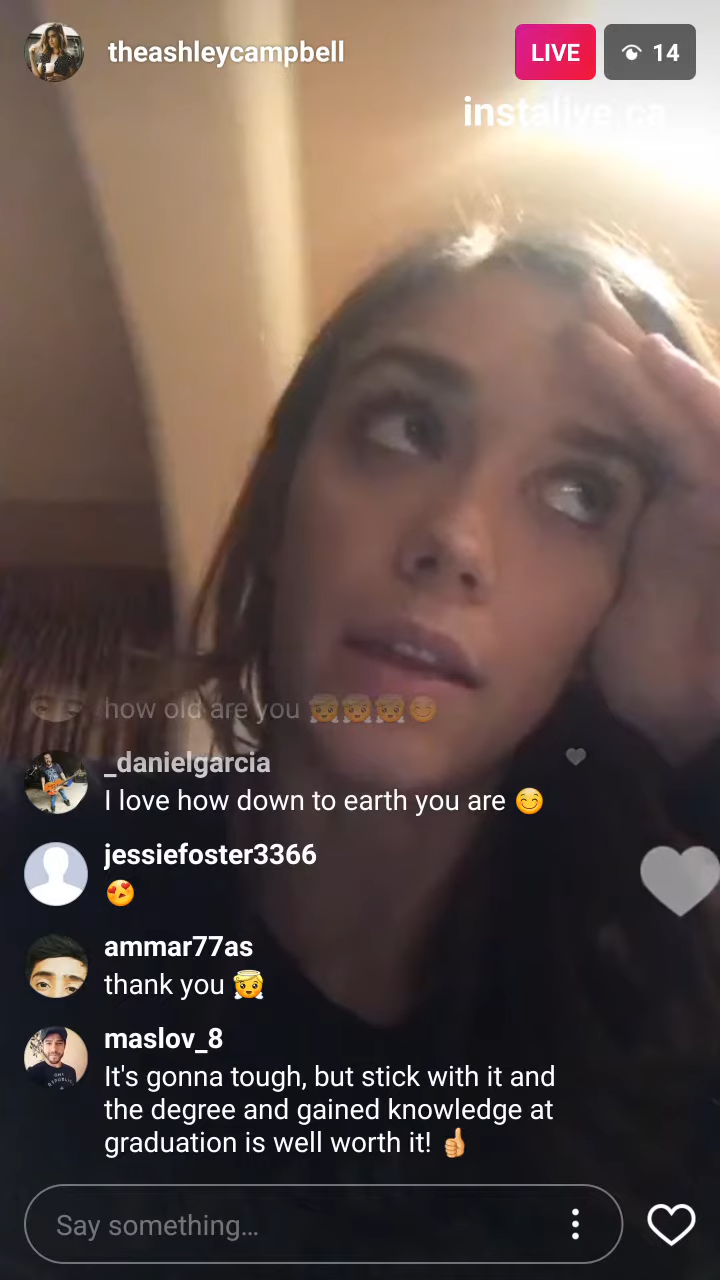 theashleycampbell
LIVE
14
instalive ca
how old are you 😇😇😇😊
_danielgarcia
I love how down to earth you are 😊
jessiefoster3366
😍
ammar77as
thank you 😇
maslov_8
It's gonna tough, but stick with it and
the degree and gained knowledge at
graduation is well worth it! 👍
Say something…